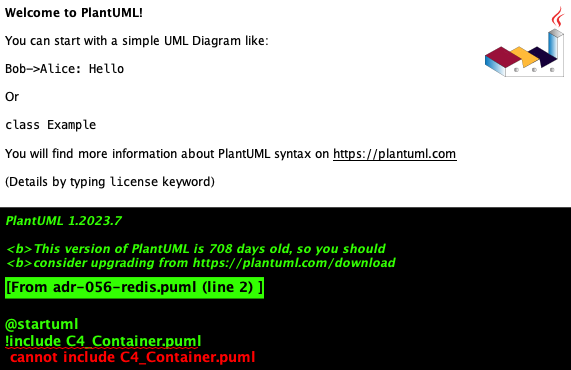 Welcome to PlantUML!
You can start with a simple UML Diagram like:
Bob->Alice: Hello
Or
class Example
You will find more information about PlantUML syntax on https://plantuml.com
(Details by typing license keyword)
PlantUML 1.2023.7
<b>This version of PlantUML is 708 days old, so you should
<b>consider upgrading from https://plantuml.com/download
[From adr-056-redis.puml (line 2) ]
@startuml
!include C4_Container.puml
cannot include C4_Container.puml